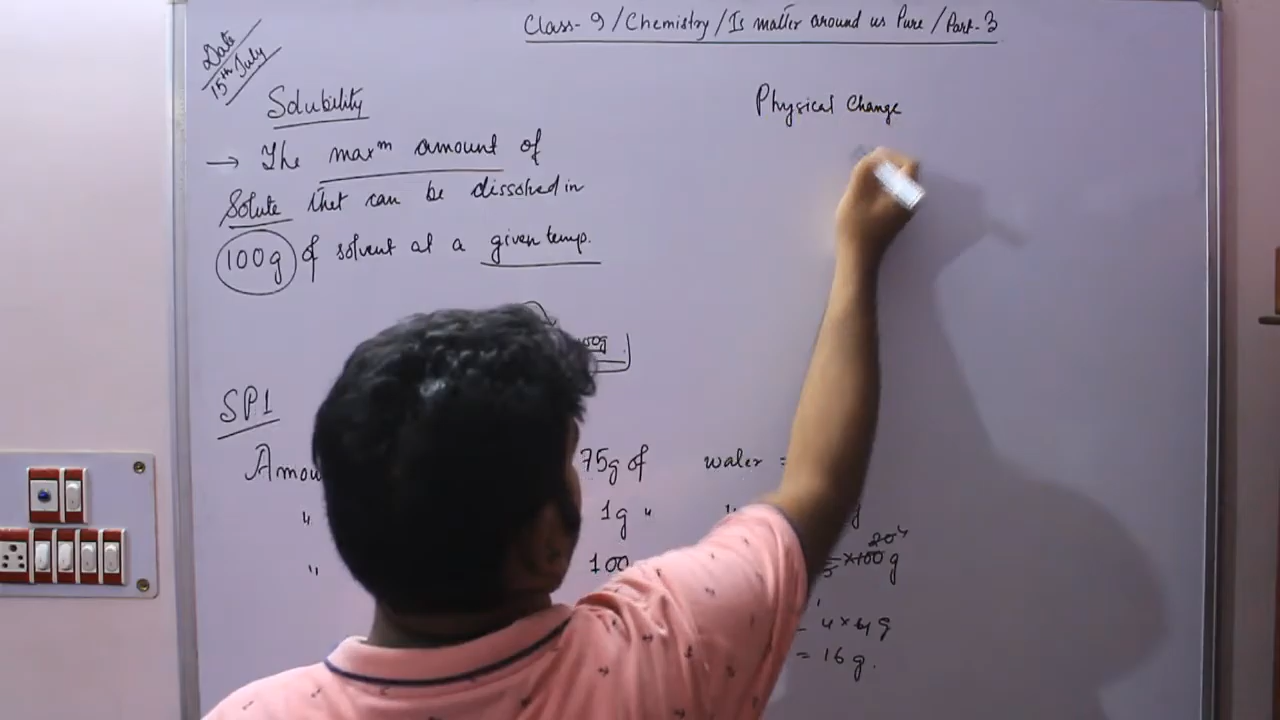 Class-9/Chemistry/Is matter around us Pure/Part-3
Date
15th July
Solubility
→ The maxm amount of
Solute that can be dissolved in
100g of solvent at a given temp.
SP1
75g of water =
" 1g "
" 100 ×100 g
20
4 × 4 g
= 16 g.
Physical Change